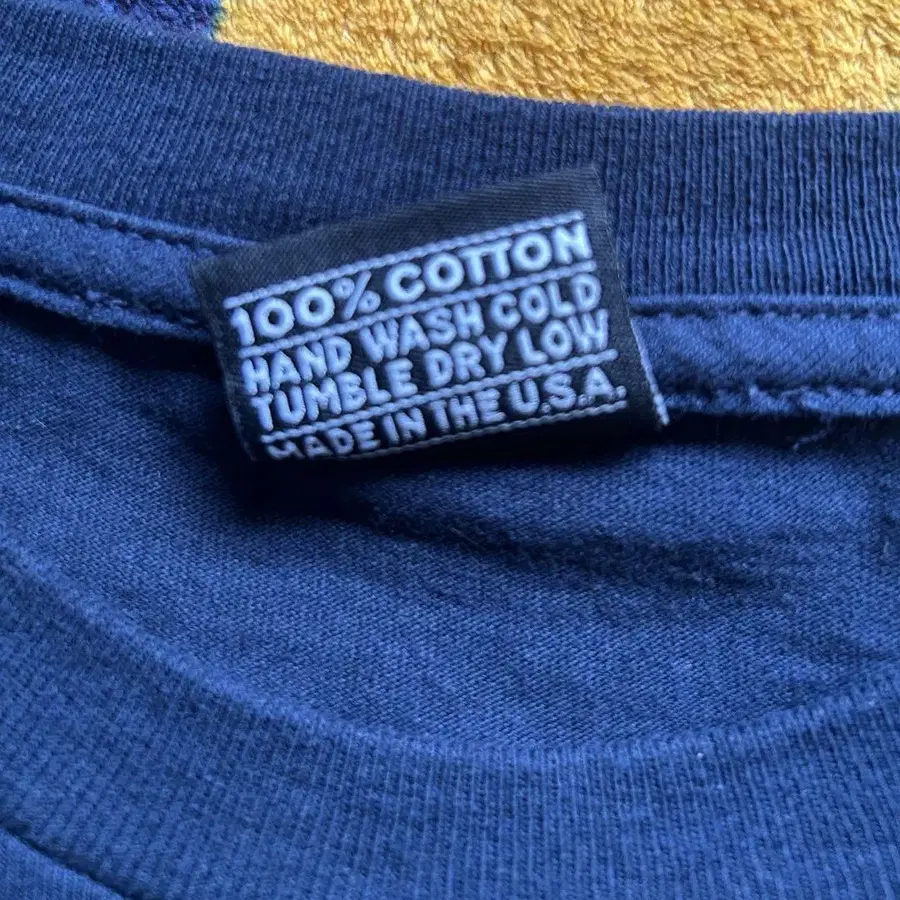 100% COTTON
HAND WASH COLD
TUMBLE DRY LOW
MADE IN THE U.S.A.